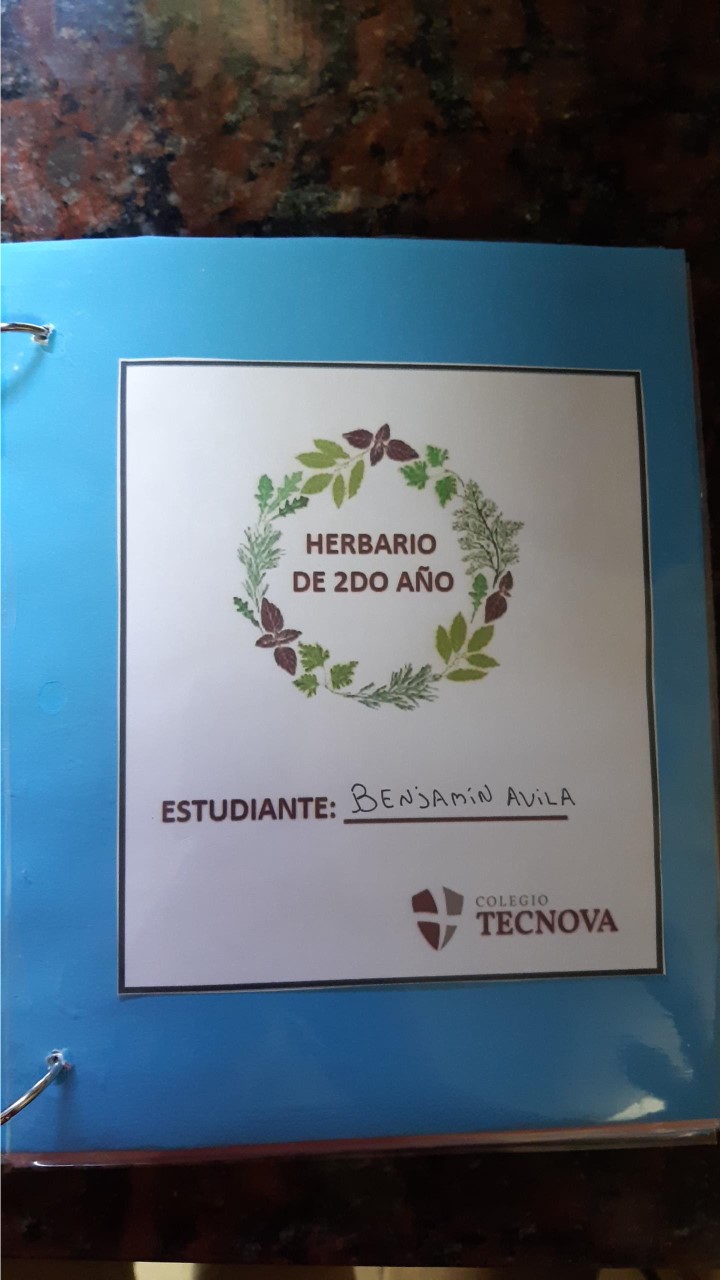 HERBARIO
DE 2DO AÑO
ESTUDIANTE: BENJAMÍN AVILA
COLEGIO
TECNOVA